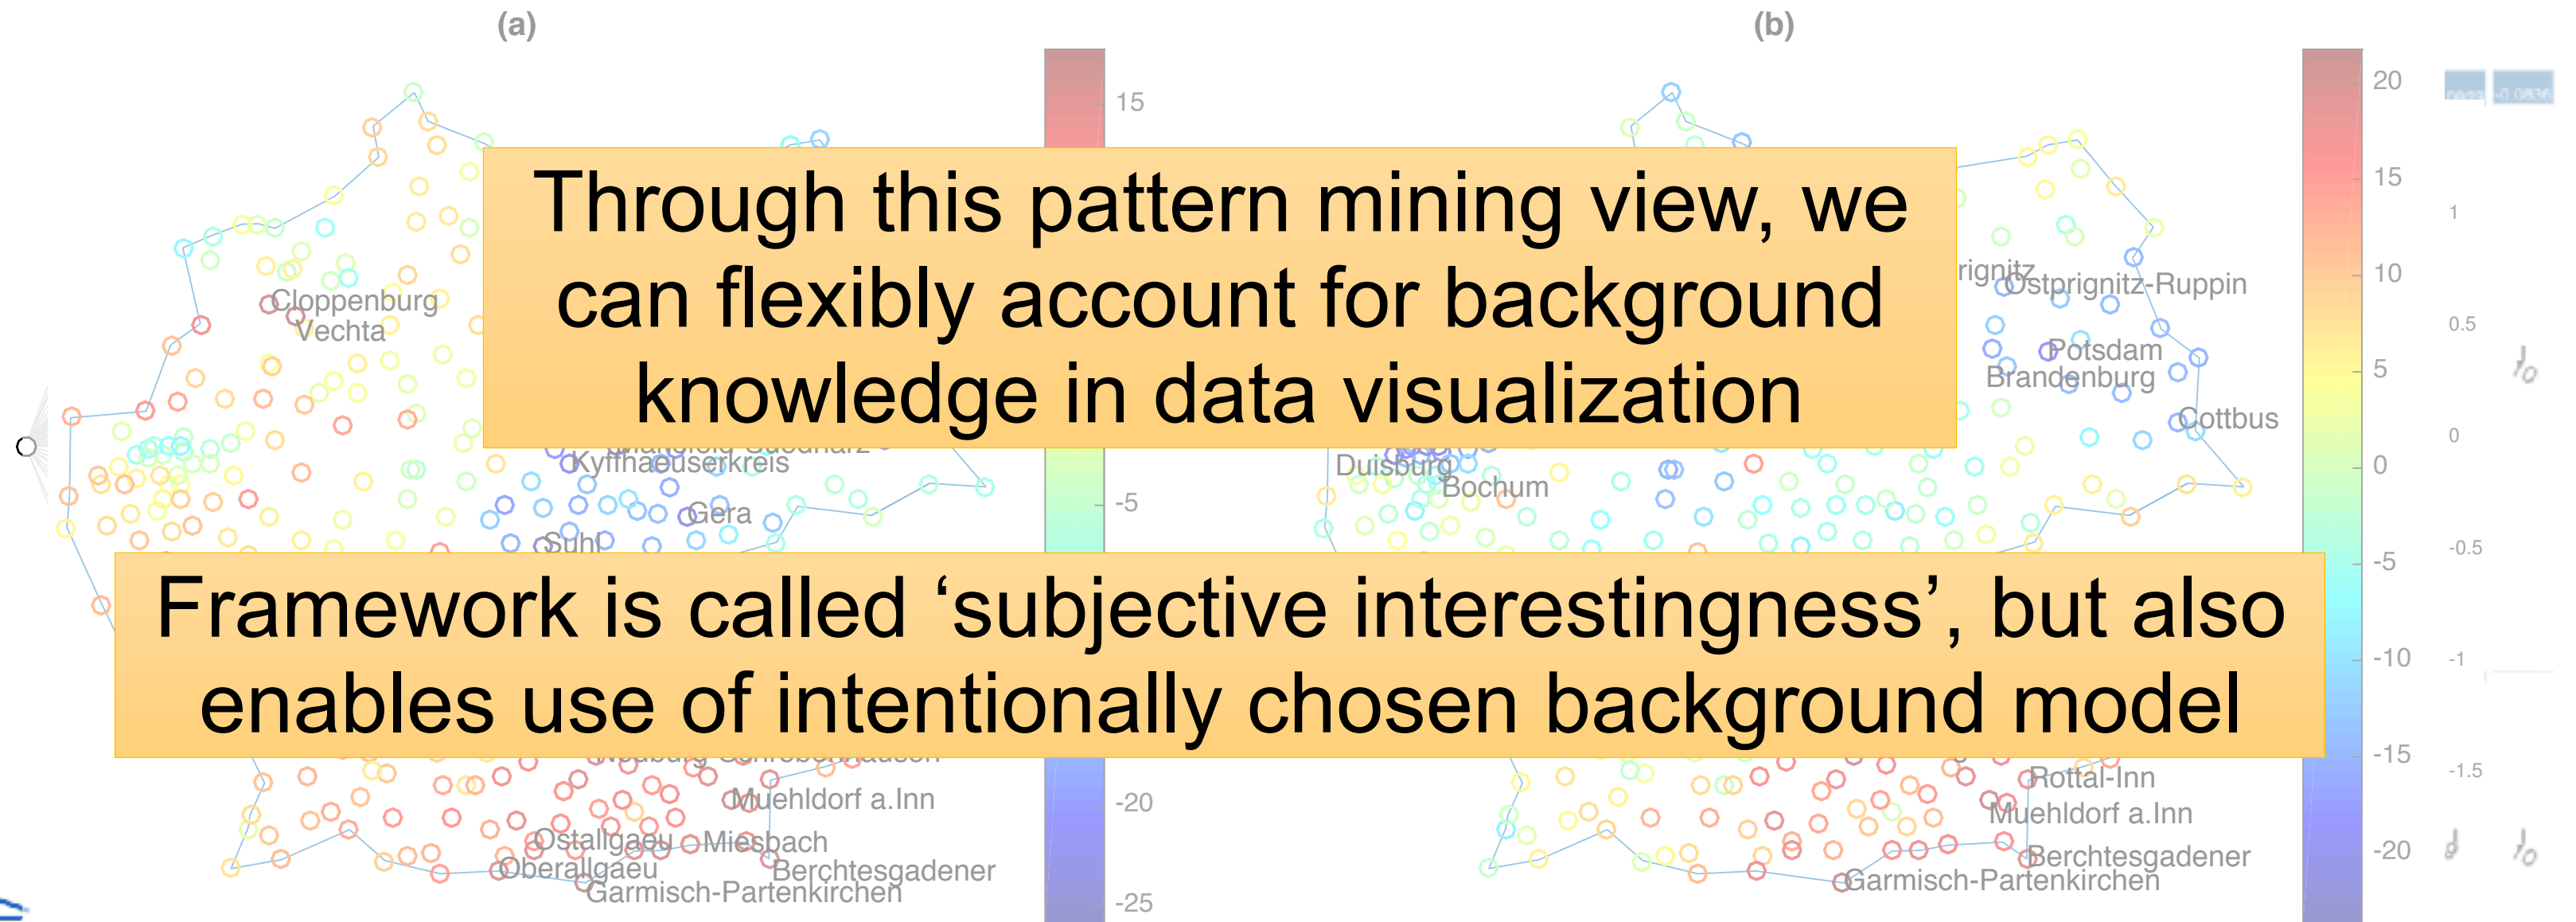 (a)
(b)
15
20
-0.0836
Through this pattern mining view, we
can flexibly account for background
knowledge in data visualization
15
1
10
Ostprignitz-Ruppin
Cloppenburg
Vechta
0.5
Potsdam
Brandenburg
5
Cottbus
0
0
Kyffhaeuserkreis
Duisburg
Bochum
-5
Gera
Suhl
-0.5
-5
Framework is called ‘subjective interestingness’, but also
enables use of intentionally chosen background model
-10
-1
-15
-1.5
Rottal-Inn
-20
Muehldorf a.Inn
Muehldorf a.Inn
Ostallgaeu
Miesbach
-20
Oberallgaeu
Berchtesgadener
Berchtesgadener
Garmisch-Partenkirchen
Garmisch-Partenkirchen
-25